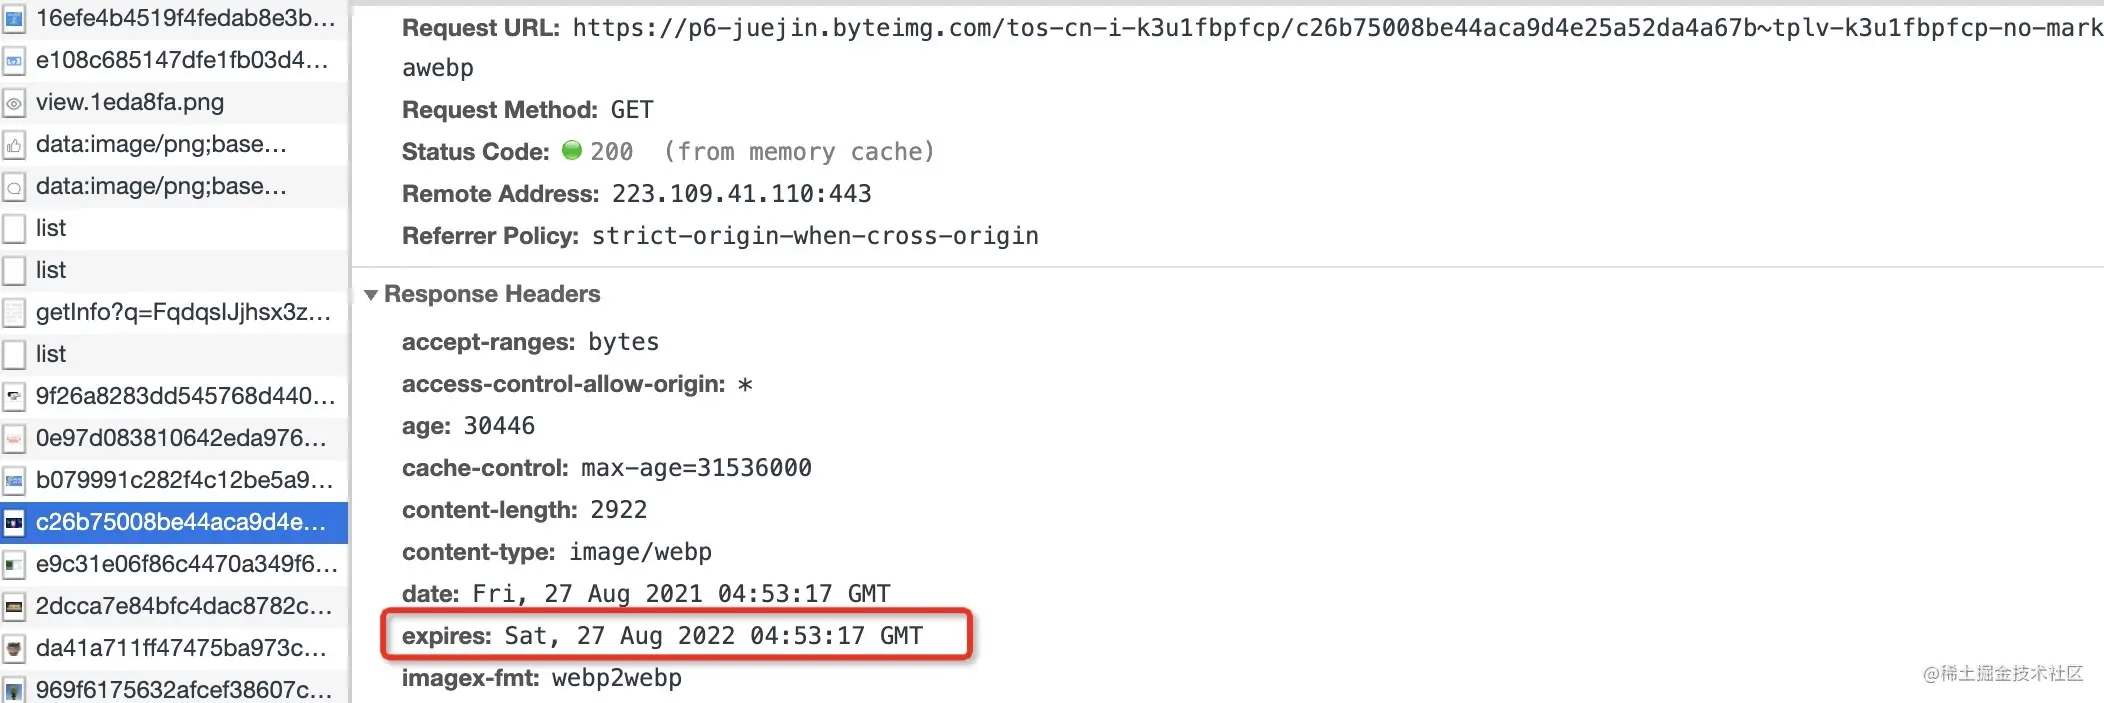 16efe4b4519f4fedab8e3b...
e108c685147dfe1fb03d4...
view.1eda8fa.png
data:image/png;base...
data:image/png;base...
list
list
getInfo?q=FqdqsIJjhsx3z...
list
9f26a8283dd545768d440...
0e97d083810642eda976...
b079991c282f4c12be5a9...
c26b75008be44aca9d4e...
e9c31e06f86c4470a349f6...
2dcca7e84bfc4dac8782c...
da41a711ff47475ba973c...
969f6175632afcef38607c...
Request URL: https://p6-juejin.byteimg.com/tos-cn-i-k3u1fbpfcp/c26b75008be44aca9d4e25a52da4a67b~tplv-k3u1fbpfcp-no-mark
awebp
Request Method: GET
Status Code: 200 (from memory cache)
Remote Address: 223.109.41.110:443
Referrer Policy: strict-origin-when-cross-origin
Response Headers
accept-ranges: bytes
access-control-allow-origin: *
age: 30446
cache-control: max-age=31536000
content-length: 2922
content-type: image/webp
date: Fri, 27 Aug 2021 04:53:17 GMT
expires: Sat, 27 Aug 2022 04:53:17 GMT
imagex-fmt: webp2webp
@稀土掘金技术社区